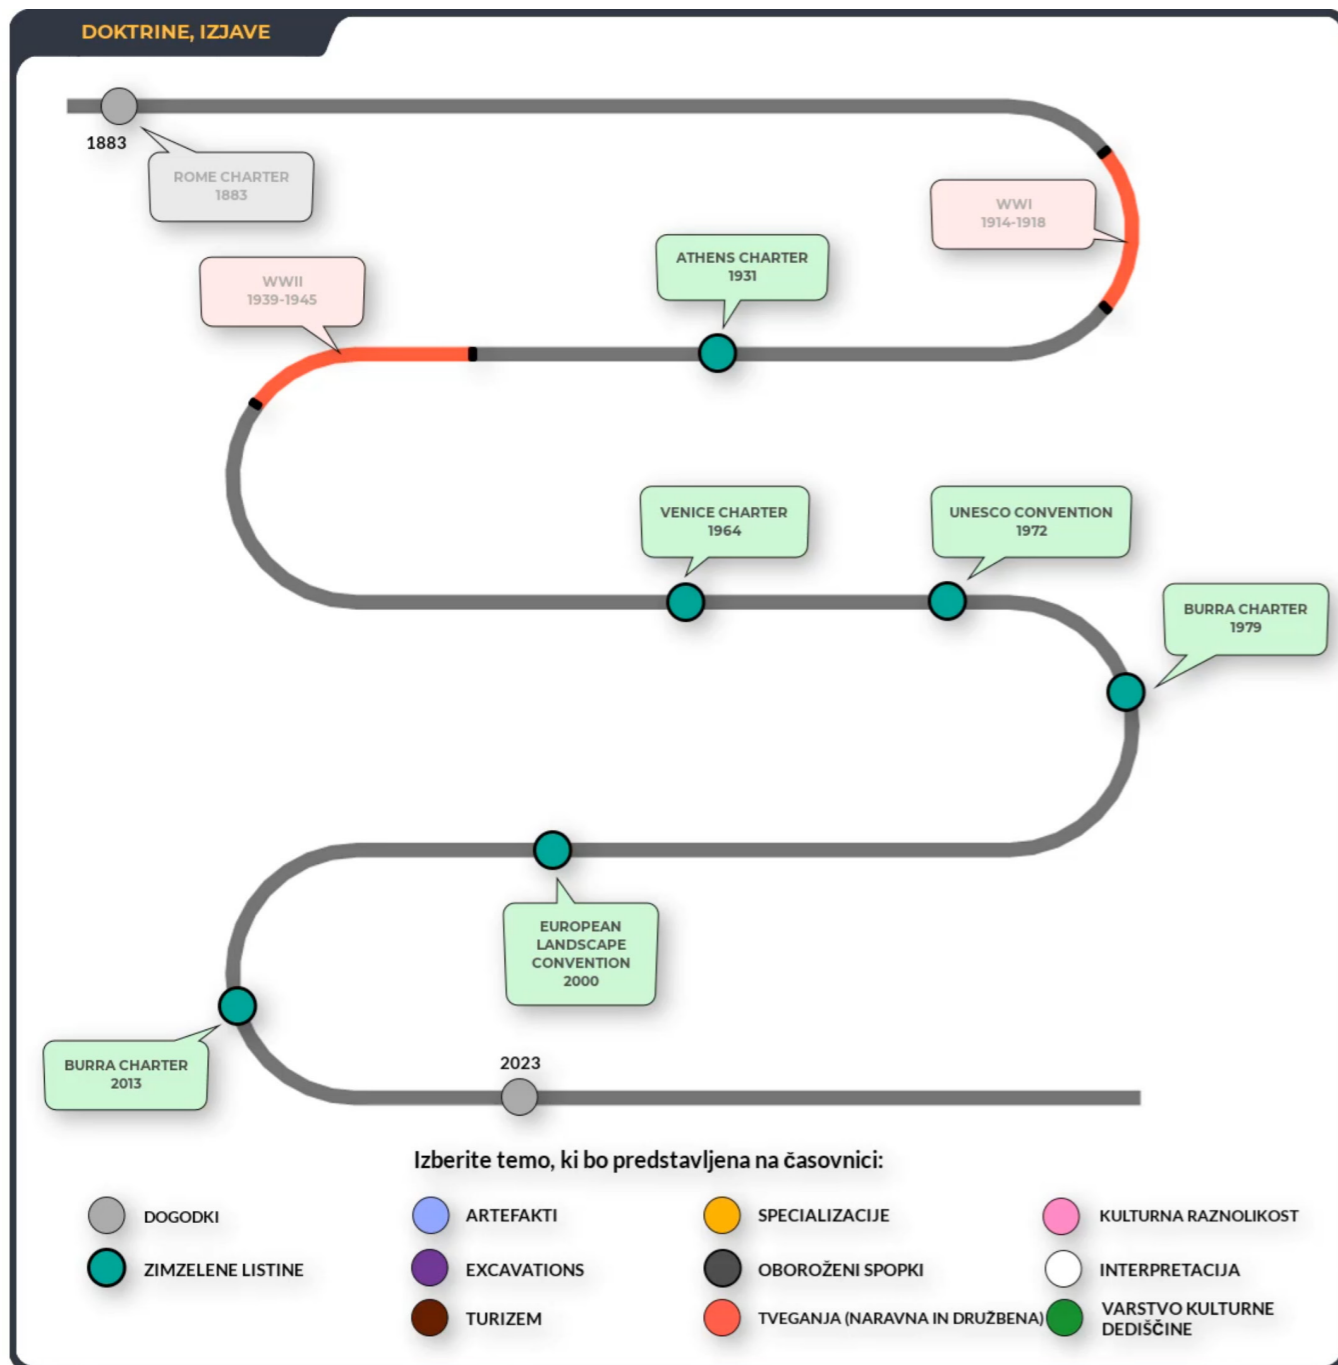 DOKTRINE, IZJAVE
1883
ROME CHARTER
1883
WWI
1914-1918
ATHENS CHARTER
1931
WWII
1939-1945
VENICE CHARTER
1964
UNESCO CONVENTION
1972
BURRA CHARTER
1979
EUROPEAN
LANDSCAPE
CONVENTION
2000
BURRA CHARTER
2013
2023
Izberite temo, ki bo predstavljena na časovnici:
DOGODKI
ZIMZELENE LISTINE
ARTEFAKTI
EXCAVATIONS
TURIZEM
SPECIALIZACIJE
OBOROŽENI SPOPKI
TVEGANJA (NARAVNA IN DRUŽBENA)
KULTURNA RAZNOLIKOST
INTERPRETACIJA
VARSTVO KULTURNE
DEDIŠČINE